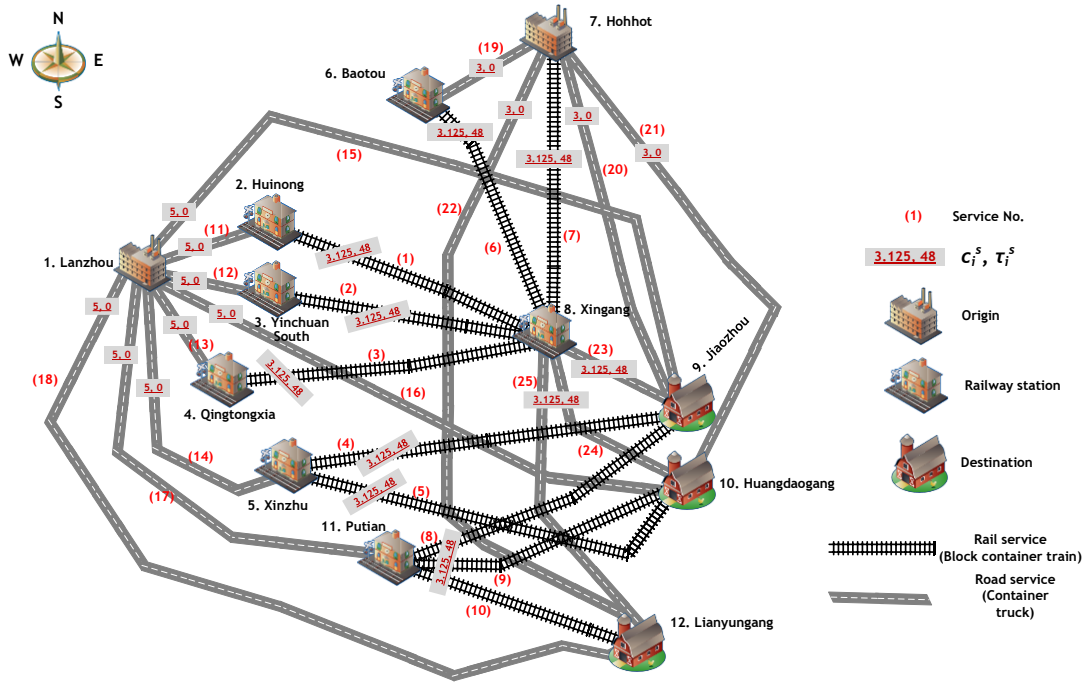 N
W
E
S
7. Hohhot
(19)
3, 0
6. Baotou
3, 0
3, 0
3.125, 48
(21)
3, 0
(15)
3.125, 48
(20)
2. Huinong
5, 0
(22)
(11)
5, 0
(6)
(7)
3.125, 48
(1)
1. Lanzhou
(12)
5, 0
(2)
8. Xingang
5, 0
5, 0
3.125, 48
3. Yinchuan
South
5, 0
(13)
(3)
(23)
9. Jiaozhou
5, 0
3.125, 48
3.125, 48
(18)
5, 0
(16)
(25)
3.125, 48
4. Qingtongxia
(4)
3.125, 48
(24)
(14)
3.125, 48
(5)
10. Huangdaogang
(17)
5. Xinzhu
11. Putian
(8)
3.125, 48
(9)
(10)
12. Lianyungang
(1)
Service No.
3.125, 48
cᵢˢ, τᵢˢ
Origin
Railway station
Destination
Rail service
(Block container train)
Road service
(Container
truck)